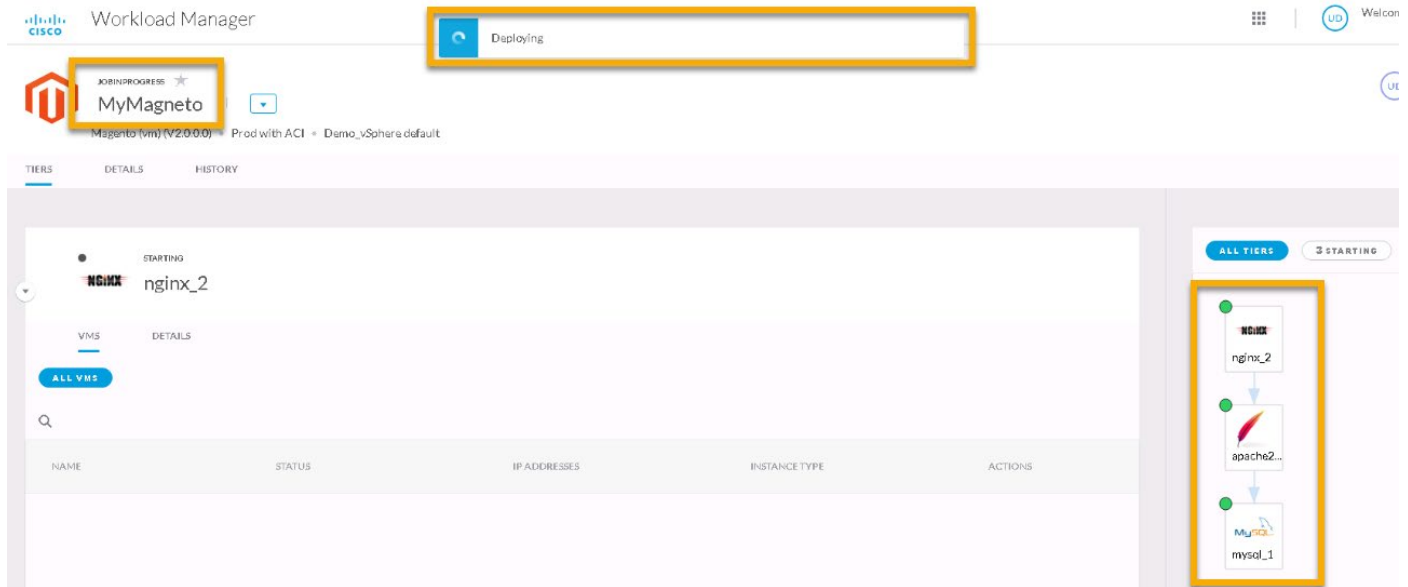 CISCO
Workload Manager
Deploying
UD
JOBINPROGRESS
MyMagneto
Magento (vm) (V2.0.0.0) • Prod with ACI • Demo_vSphere default
TIERS DETAILS HISTORY
STARTING
NGINX nginx_2
VMS DETAILS
ALL VMS
NAME STATUS IP ADDRESSES INSTANCE TYPE ACTIONS
ALL TIERS 3 STARTING
NGINX
nginx_2
apache2...
MySQL
mysql_1